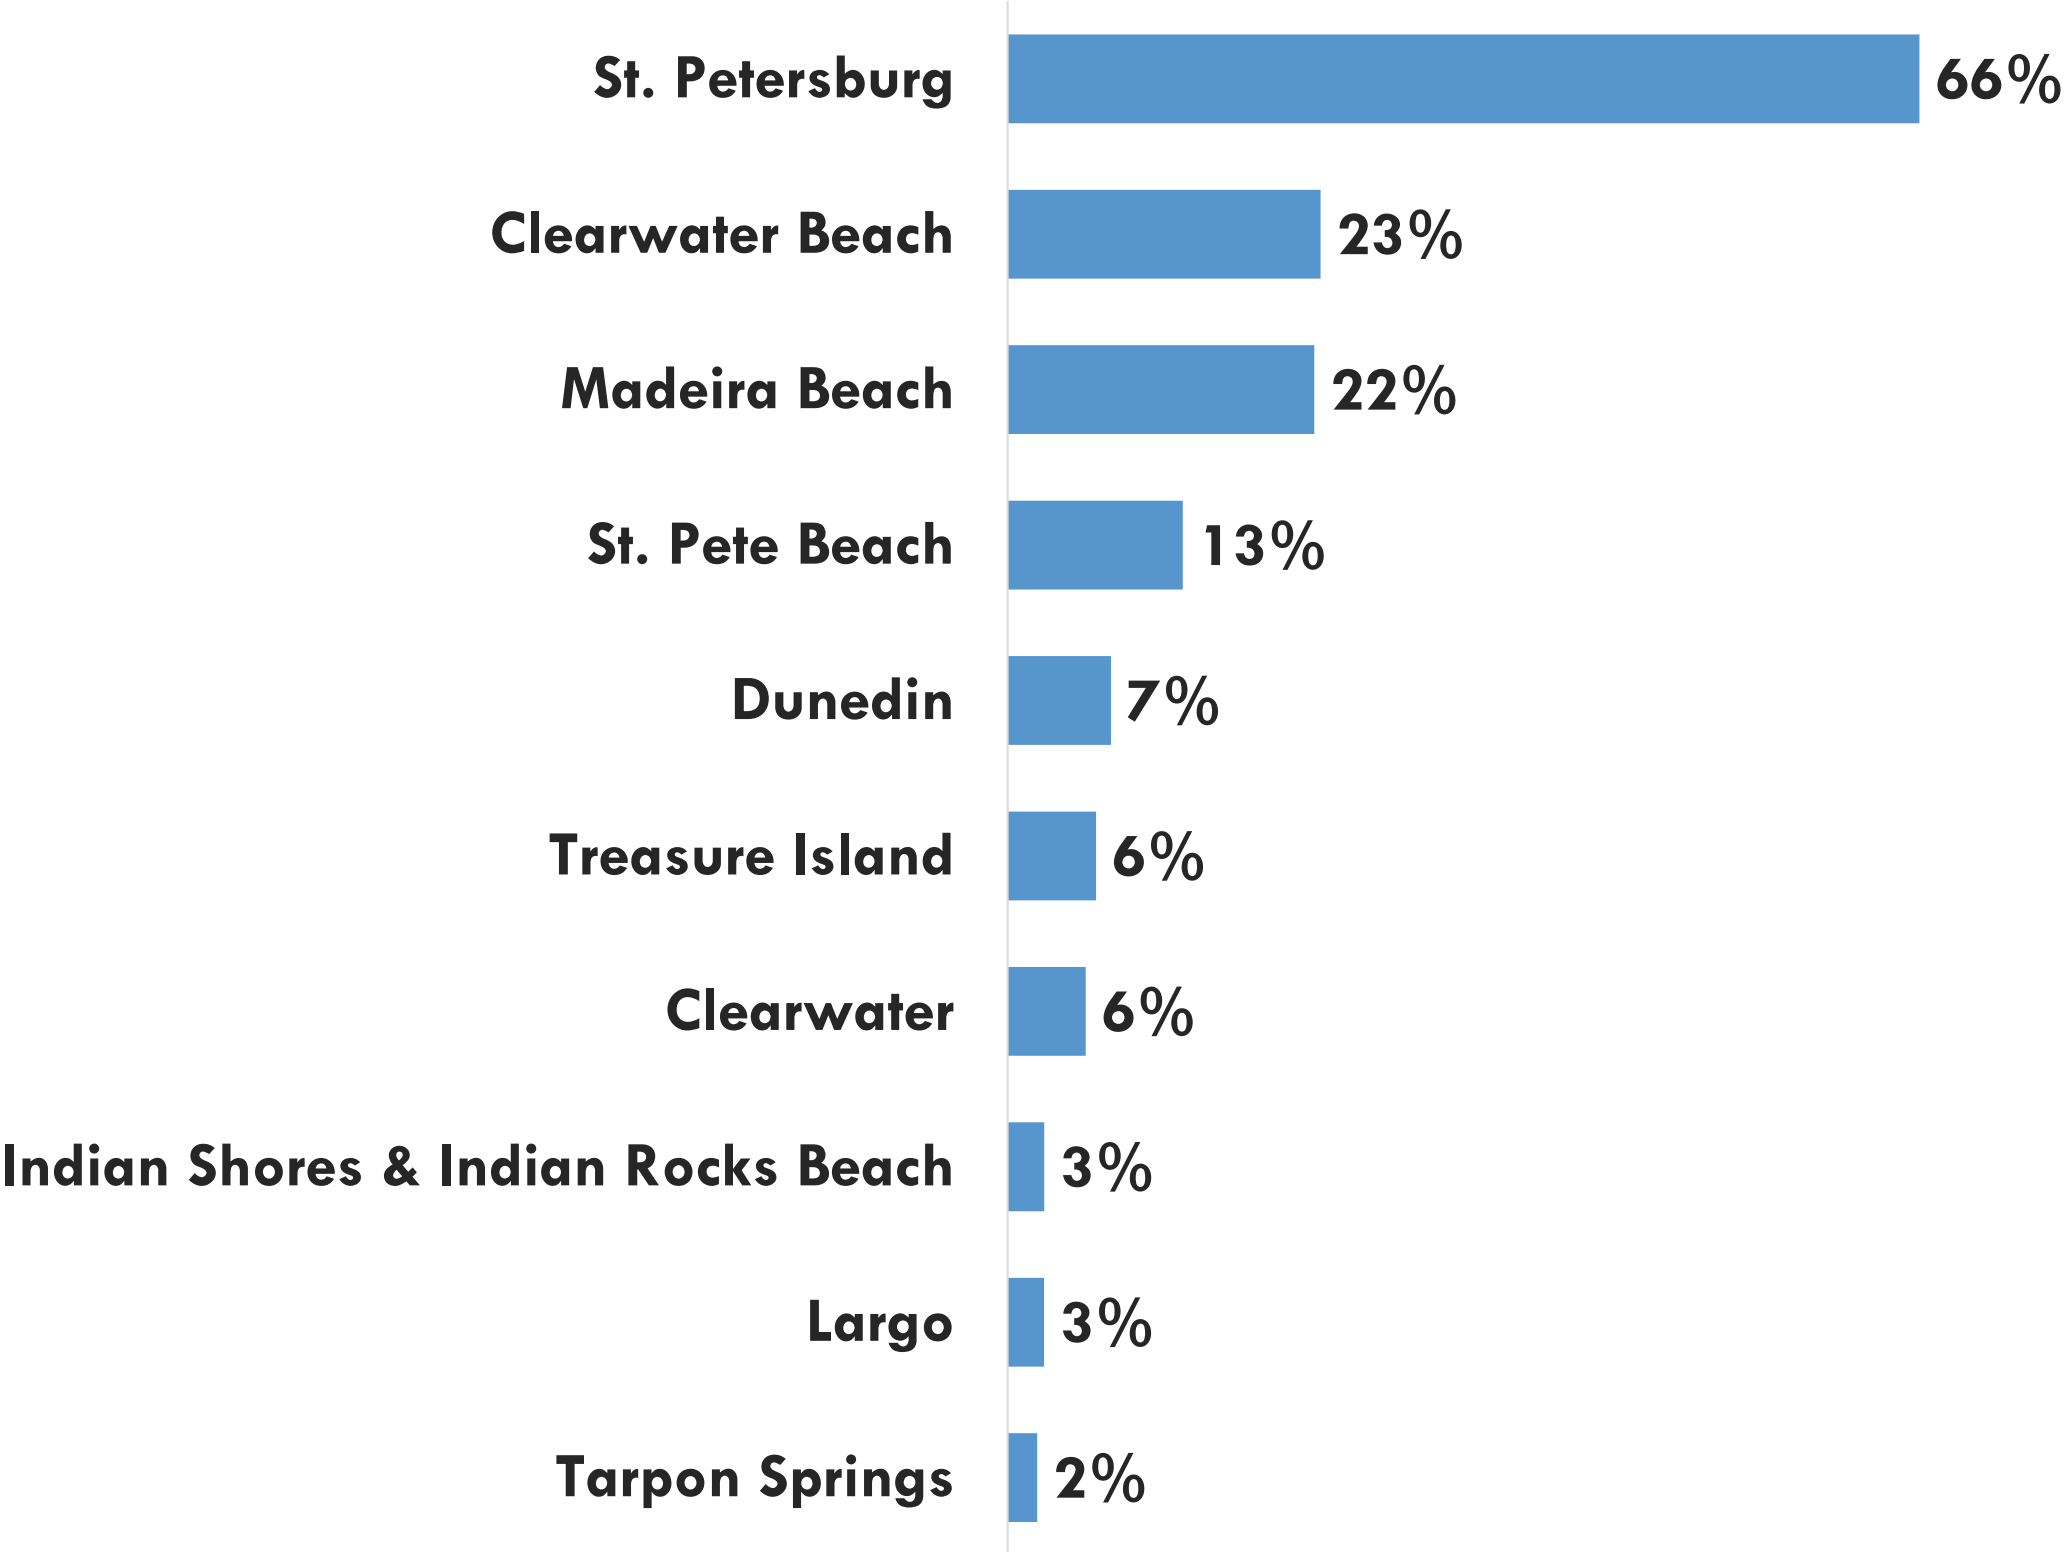 St. Petersburg 66%
Clearwater Beach 23%
Madeira Beach 22%
St. Pete Beach 13%
Dunedin 7%
Treasure Island 6%
Clearwater 6%
Indian Shores & Indian Rocks Beach 3%
Largo 3%
Tarpon Springs 2%